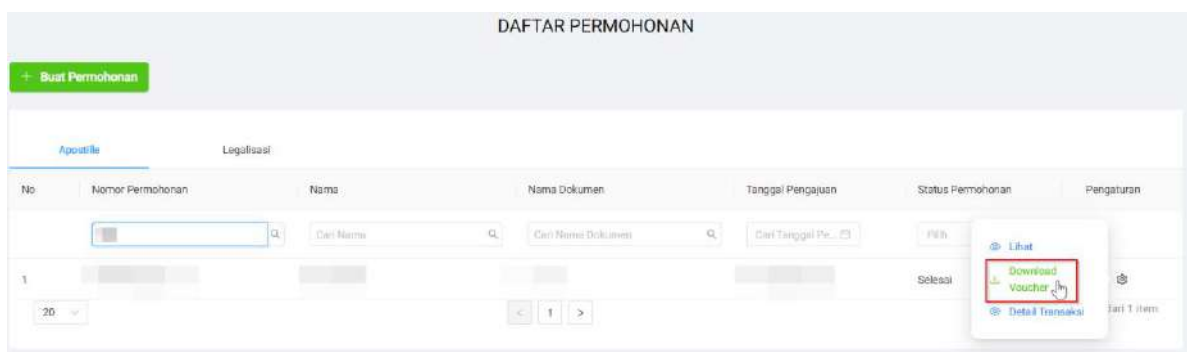 DAFTAR PERMOHONAN
+ Buat Permohonan
Apostille Legalisasi
No Nomor Permohonan Nama Nama Dokumen Tanggal Pengajuan Status Permohonan Pengaturan
Cari Nama Cari Nama Dokumen Cari Tanggal Pe... Pilih
Lihat
1 Selesai
Download
Voucher
20 < 1 > dari 1 item
Detail Transaksi